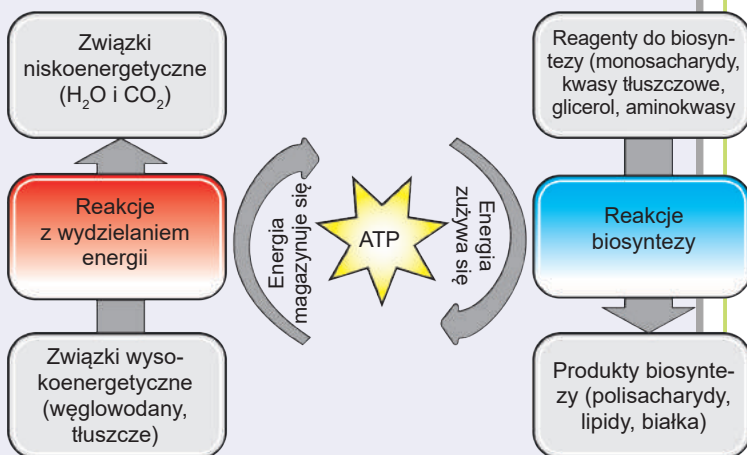 Związki
niskoenergetyczne
(H₂O i CO₂)
Reakcje
z wydzielaniem
energii
Związki wyso-
koenergetyczne
(węglowodany,
tłuszcze)
Energia
magazynuje się
ATP
Energia
zużywa się
Reagenty do biosyn-
tezy (monosacharydy,
kwasy tłuszczowe,
glicerol, aminokwasy
Reakcje
biosyntezy
Produkty biosynte-
zy (polisacharydy,
lipidy, białka)